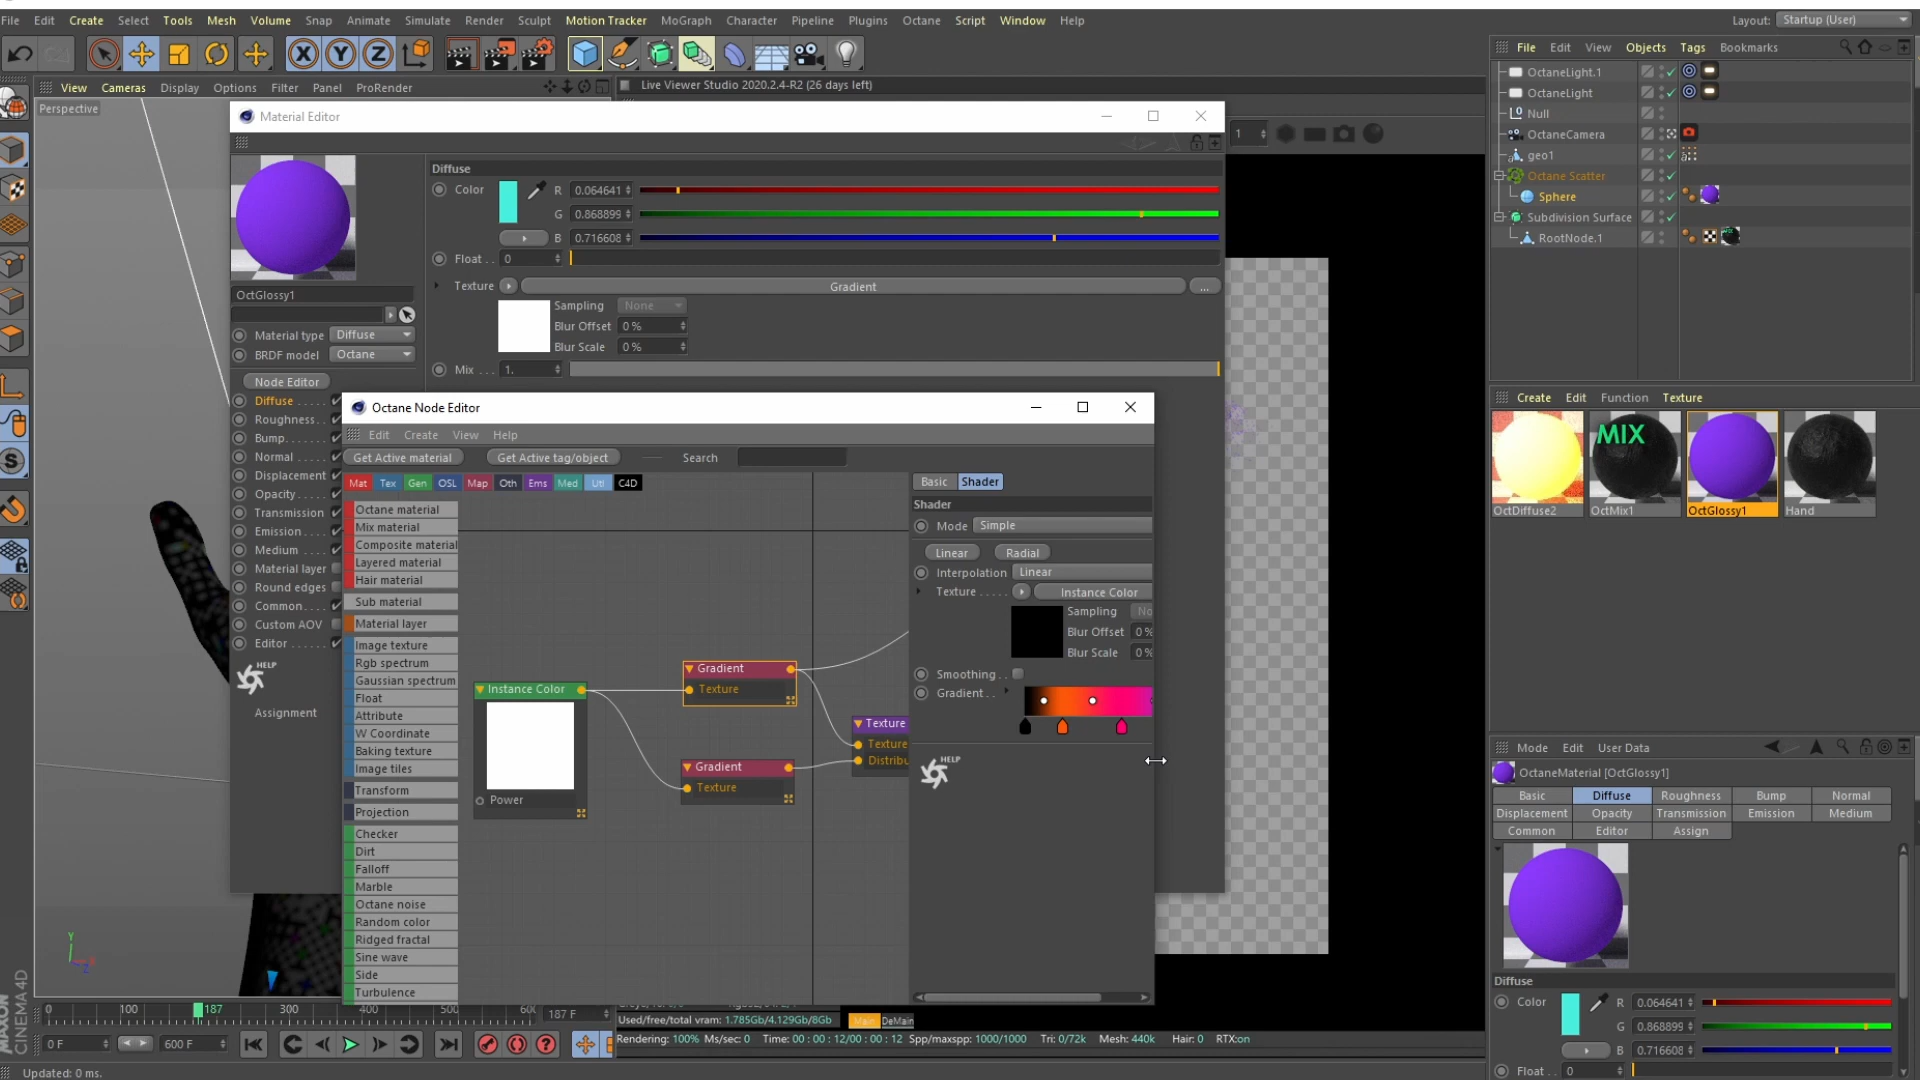 File Edit Create Select Tools Mesh Volume Snap Animate Simulate Render Sculpt Motion Tracker MoGraph Character Pipeline Plugins Octane Script Window Help Layout: Startup (User)
View Cameras Display Options Filter Panel ProRender
Live Viewer Studio 2020.2.4-R2 (26 days left)
File Edit View Objects Tags Bookmarks
Perspective
Material Editor
1
OctaneLight.1
OctaneLight
Null
OctaneCamera
geo1
Octane Scatter
Sphere
Subdivision Surface
RootNode.1
Diffuse
Color R 0.064641
G 0.868899
B 0.716608
Float . . 0
Texture Gradient ...
Sampling None
Blur Offset 0 %
Blur Scale 0 %
Mix . . . 1.
OctGlossy1
Material type Diffuse
BRDF model Octane
Node Editor
Diffuse . . . . .
Roughness. .
Bump. . . . . .
Normal . . . .
Displacement
Opacity. . . .
Transmission
Emission. . . .
Medium . . . .
Material layer
Round edges
Common. . . .
Custom AOV
Editor . . . . . .
HELP
Assignment
Octane Node Editor
Edit Create View Help
Get Active material Get Active tag/object Search
Mat Tex Gen OSL Map Oth Ems Med Utl C4D
Octane material
Mix material
Composite material
Layered material
Hair material
Sub material
Material layer
Image texture
Rgb spectrum
Gaussian spectrum
Float
Attribute
W Coordinate
Baking texture
Image tiles
Transform
Projection
Checker
Dirt
Falloff
Marble
Octane noise
Random color
Ridged fractal
Sine wave
Side
Turbulence
Instance Color
Power
Gradient
Texture
Gradient
Texture
Texture
Texture
Distribu
Basic Shader
Shader
Mode Simple
Linear Radial
Interpolation Linear
Texture . . . . . Instance Color
Sampling No
Blur Offset 0 %
Blur Scale 0 %
Smoothing . .
Gradient. .
HELP
Create Edit Function Texture
MIX
OctDiffuse2 OctMix1 OctGlossy1 Hand
Mode Edit User Data
OctaneMaterial [OctGlossy1]
Basic Diffuse Roughness Bump Normal
Displacement Opacity Transmission Emission Medium
Common Editor Assign
Diffuse
Color R 0.064641
G 0.868899
B 0.716608
Float . . 0
Y
0 100 187 300 400 500 187 F
0 F 600 F
Used/free/total vram: 1.785Gb/4.129Gb/8Gb Main DeMain
Rendering: 100% Ms/sec: 0 Time: 00 : 00 : 12/00 : 00 : 12 Spp/maxspp: 1000/1000 Tri: 0/72k Mesh: 440k Hair: 0 RTX:on
MAXON
CINEMA 4D
Updated: 0 ms.